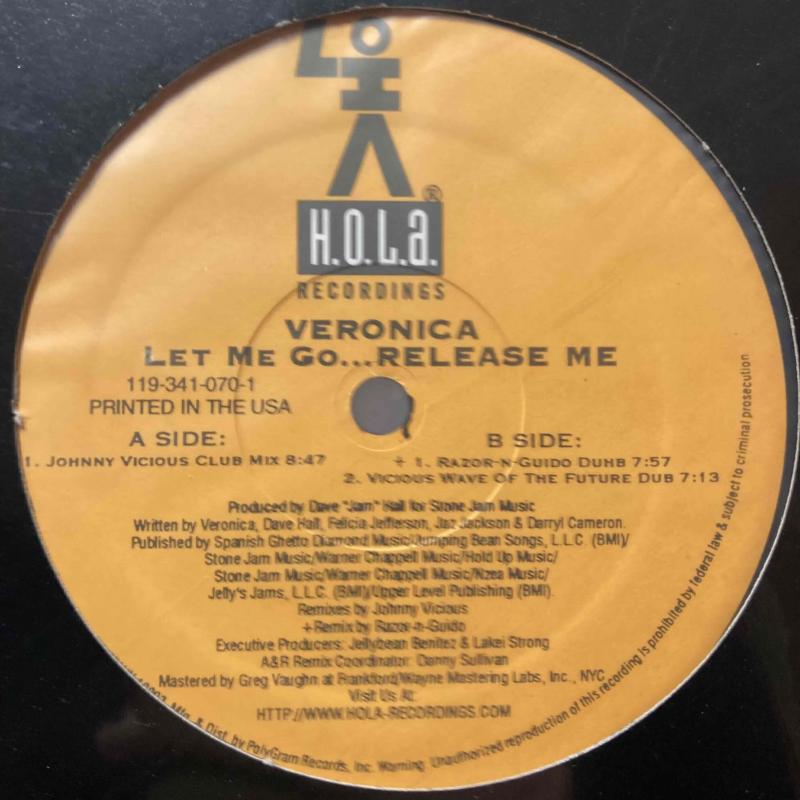 LOHA
®
H.O.L.a.
RECORDINGS
VERONICA
LET ME GO...RELEASE ME
119-341-070-1
PRINTED IN THE USA
A SIDE:
1. JOHNNY VICIOUS CLUB MIX 8:47
B SIDE:
+ 1. RAZOR-N-GUIDO DUHB 7:57
2. VICIOUS WAVE OF THE FUTURE DUB 7:13
Produced by Dave "Jam" Hall for Stone Jam Music
Written by Veronica, Dave Hall, Felicia Jefferson, Jaz Jackson & Darryl Cameron.
Published by Spanish Ghetto Diamond Music/Jumping Bean Songs, L.L.C. (BMI)/
Stone Jam Music/Warner Chappell Music/Hold Up Music/
Stone Jam Music/Warner Chappell Music/Nzea Music/
Jelly's Jams, L.L.C. (BMI)/Upper Level Publishing (BMI).
Remixes by Johnny Vicious
+Remix by Razor-n-Guido
Executive Producers: Jellybean Benitez & Lakei Strong
A&R Remix Coordinator: Danny Sullivan
Mastered by Greg Vaughn at Frankford/Wayne Mastering Labs, Inc., NYC
Visit Us At:
HTTP://WWW.HOLA-RECORDINGS.COM
Mfg. & Dist. by PolyGram Records, Inc. Warning: Unauthorized reproduction of this recording is prohibited by federal law & subject to criminal prosecution